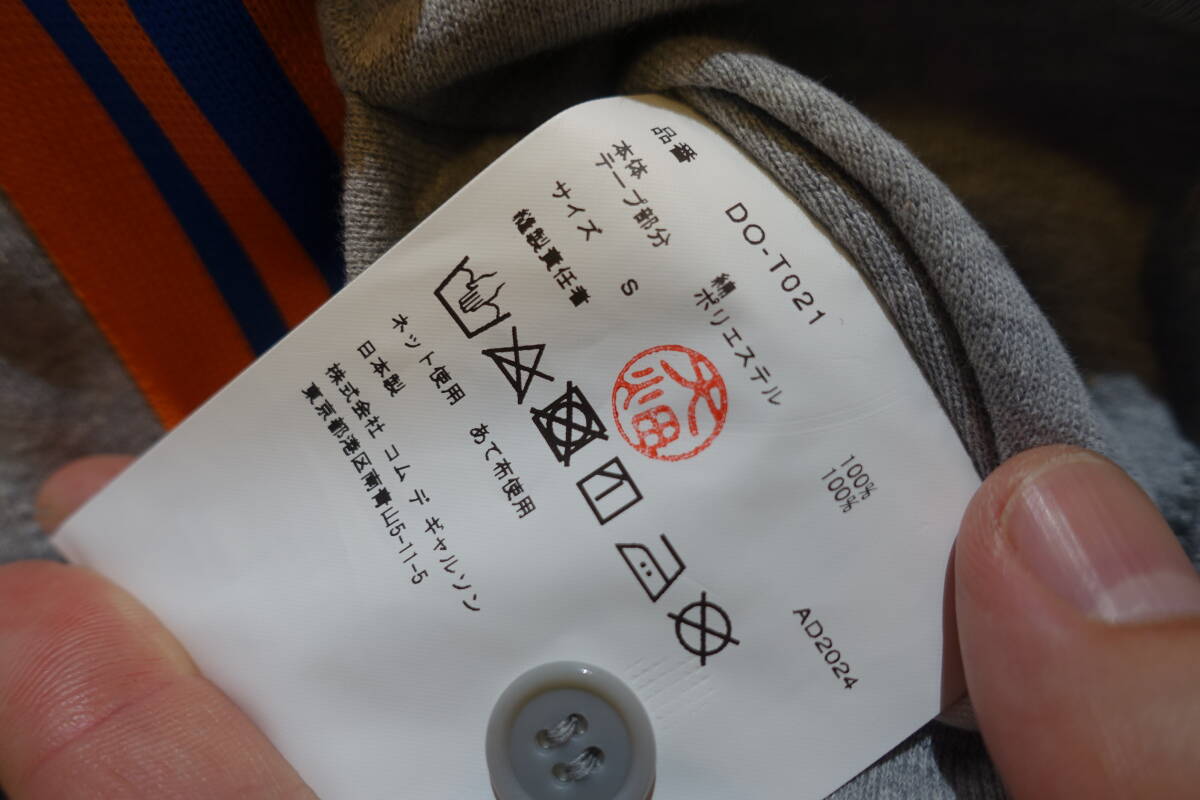 品番 DO-T021
本体 綿 100%
テープ部分 ポリエステル 100%
サイズ S
縫製責任者
AD2024
ネット使用 あて布使用
日本製
株式会社 コム デ ギャルソン
東京都港区南青山5-11-5